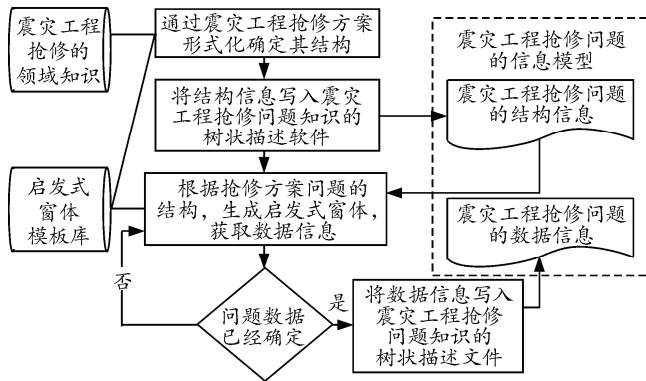 震灾工程
抢修的
领域知识
通过震灾工程抢修方案
形式化确定其结构
将结构信息写入震灾
工程抢修问题知识的
树状描述软件
震灾工程抢修问题
的信息模型
震灾工程抢修问题
的结构信息
启发式
窗体
模板库
根据抢修方案问题的
结构，生成启发式窗体，
获取数据信息
震灾工程抢修问题
的数据信息
否
问题数据
已经确定
是
将数据信息写入
震灾工程抢修
问题知识的
树状描述文件